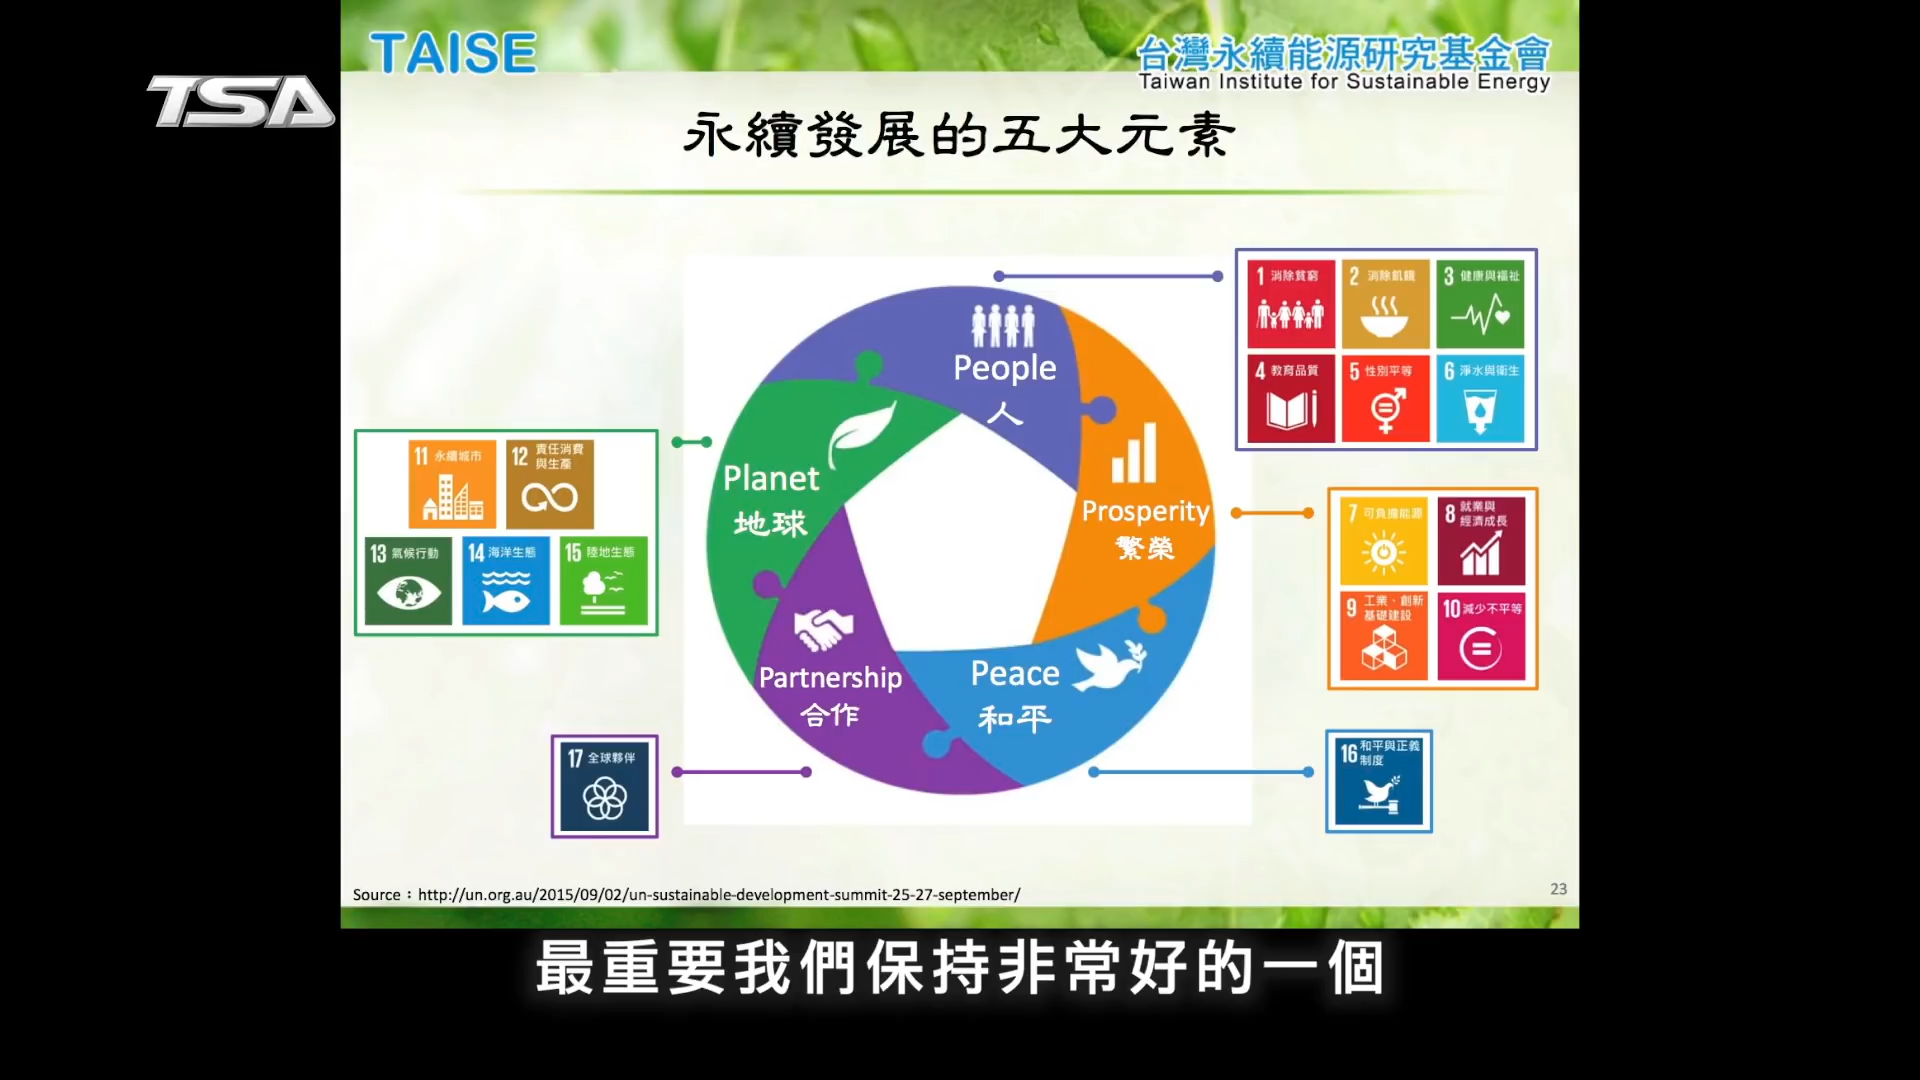 TAISE
台灣永續能源研究基金會
Taiwan Institute for Sustainable Energy
TSA
永續發展的五大元素
1 消除貧窮
2 消除飢餓
3 健康與福祉
4 教育品質
5 性別平等
6 淨水與衛生
People
人
Planet
地球
Prosperity
繁榮
Partnership
合作
Peace
和平
11 永續城市
12 責任消費
與生產
13 氣候行動
14 海洋生態
15 陸地生態
7 可負擔能源
8 就業與
經濟成長
9 工業、創新
基礎建設
10 減少不平等
17 全球夥伴
16 和平與正義
制度
Source：http://un.org.au/2015/09/02/un-sustainable-development-summit-25-27-september/
23
最重要我們保持非常好的一個